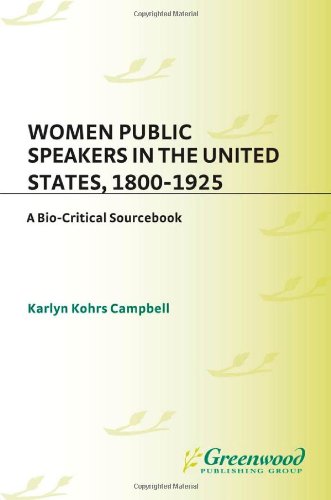 WOMEN PUBLIC
SPEAKERS IN THE UNITED
STATES, 1800-1925
A Bio-Critical Sourcebook
Karlyn Kohrs Campbell
Greenwood
PUBLISHING GROUP